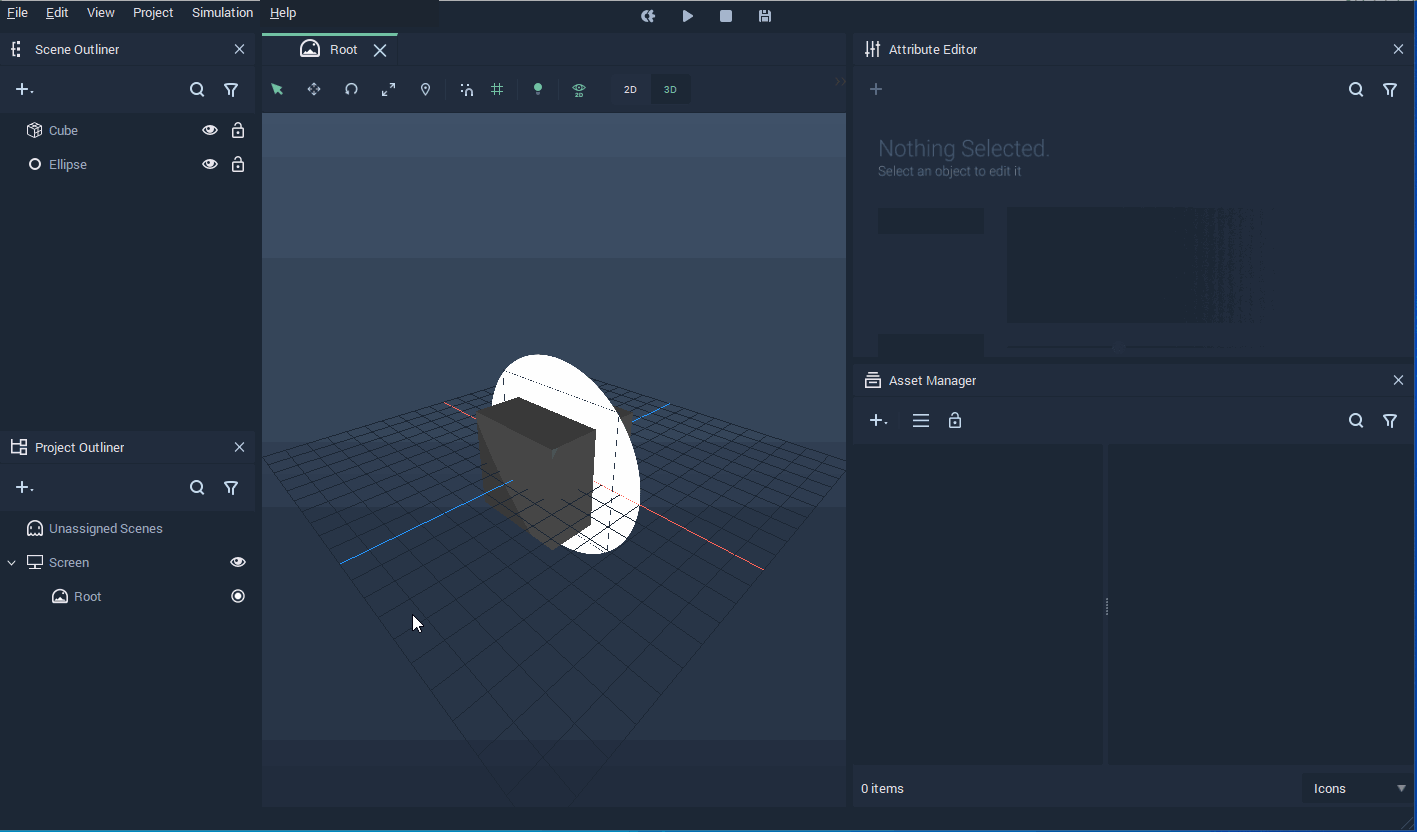 File Edit View Project Simulation Help
Scene Outliner
Root
Attribute Editor
2D
2D
3D
Cube
Ellipse
Nothing Selected.
Select an object to edit it
Asset Manager
Project Outliner
Unassigned Scenes
Screen
Root
0 items
Icons